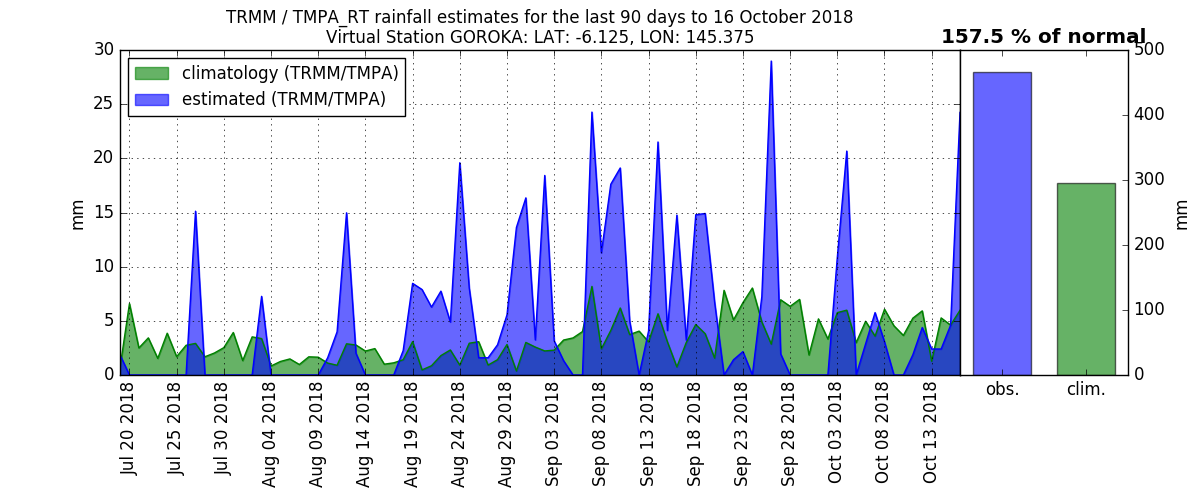 TRMM / TMPA_RT rainfall estimates for the last 90 days to 16 October 2018
Virtual Station GOROKA: LAT: -6.125, LON: 145.375
157.5 % of normal
climatology (TRMM/TMPA)
estimated (TRMM/TMPA)
mm
30
25
20
15
10
5
0
Jul 20 2018
Jul 25 2018
Jul 30 2018
Aug 04 2018
Aug 09 2018
Aug 14 2018
Aug 19 2018
Aug 24 2018
Aug 29 2018
Sep 03 2018
Sep 08 2018
Sep 13 2018
Sep 18 2018
Sep 23 2018
Sep 28 2018
Oct 03 2018
Oct 08 2018
Oct 13 2018
obs.
clim.
500
400
300
200
100
0
mm